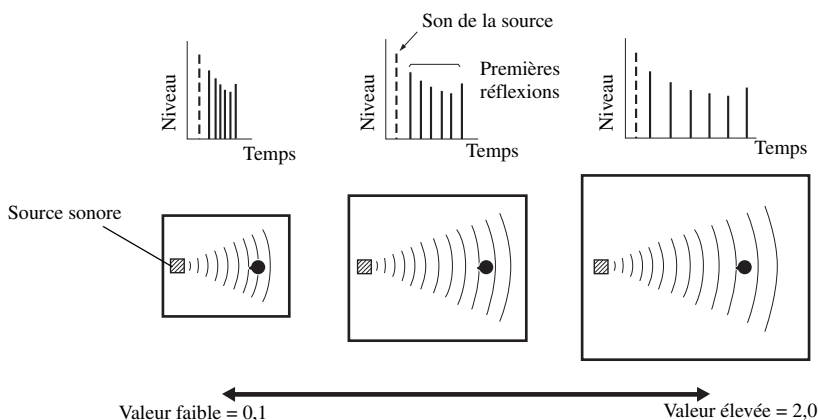 Son de la source
Premières
réflexions
Niveau
Temps
Niveau
Temps
Niveau
Temps
Source sonore
Valeur faible = 0,1
Valeur élevée = 2,0